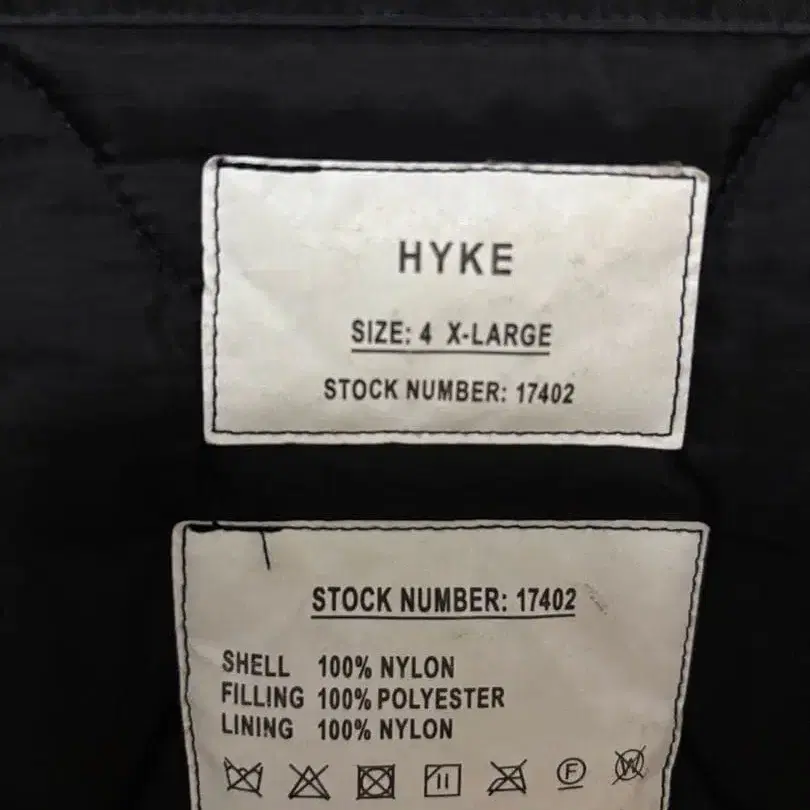 HYKE
SIZE: 4 X-LARGE
STOCK NUMBER: 17402
STOCK NUMBER: 17402
SHELL 100% NYLON
FILLING 100% POLYESTER
LINING 100% NYLON
F W